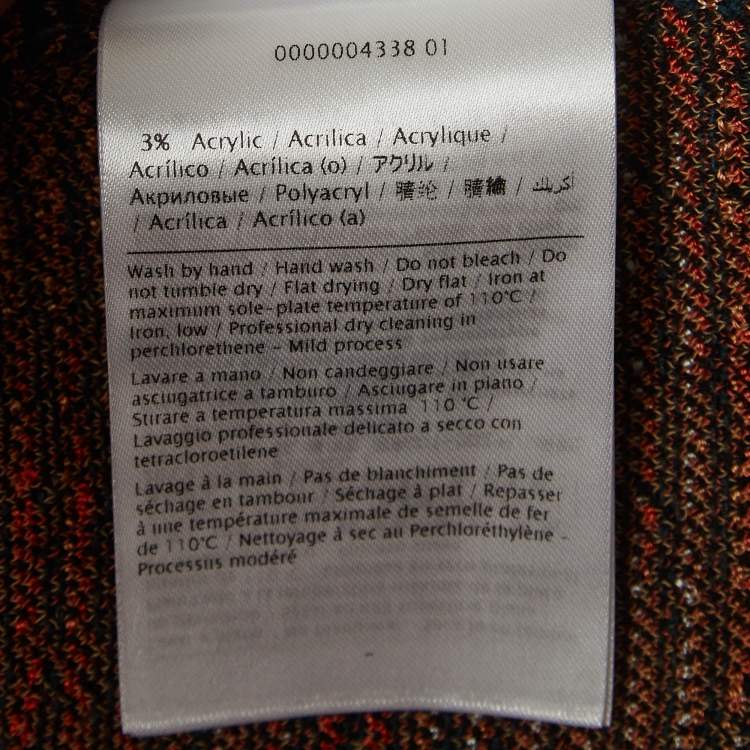 0000004338 01
3% Acrylic / Acrilica / Acrylique /
Acrílico / Acrílica (o) / アクリル /
Акриловые / Polyacryl / 腈纶 / 腈綸 / أكريلك
/ Acrílica / Acrílico (a)
Wash by hand / Hand wash / Do not bleach / Do
not tumble dry / Flat drying / Dry flat / Iron at
maximum sole-plate temperature of 110°C /
Iron, low / Professional dry cleaning in
perchlorethene - Mild process
Lavare a mano / Non candeggiare / Non usare
asciugatrice a tamburo / Asciugare in piano /
Stirare a temperatura massima 110 °C /
Lavaggio professionale delicato a secco con
tetracloroetilene
Lavage à la main / Pas de blanchiment / Pas de
séchage en tambour / Séchage à plat / Repasser
à une température maximale de semelle de fer
de 110°C / Nettoyage à sec au Perchloréthylène -
Processus modéré